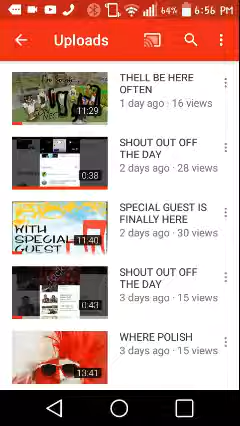 64% 6:56 PM
Uploads
11:29
THELL BE HERE
OFTEN
1 day ago · 16 views
0:38
SHOUT OUT OFF
THE DAY
2 days ago · 28 views
WITH
SPECIAL
GUEST
11:40
SPECIAL GUEST IS
FINALLY HERE
2 days ago · 30 views
0:43
SHOUT OUT OFF
THE DAY
3 days ago · 15 views
13:41
WHERE POLISH
3 days ago · 15 views